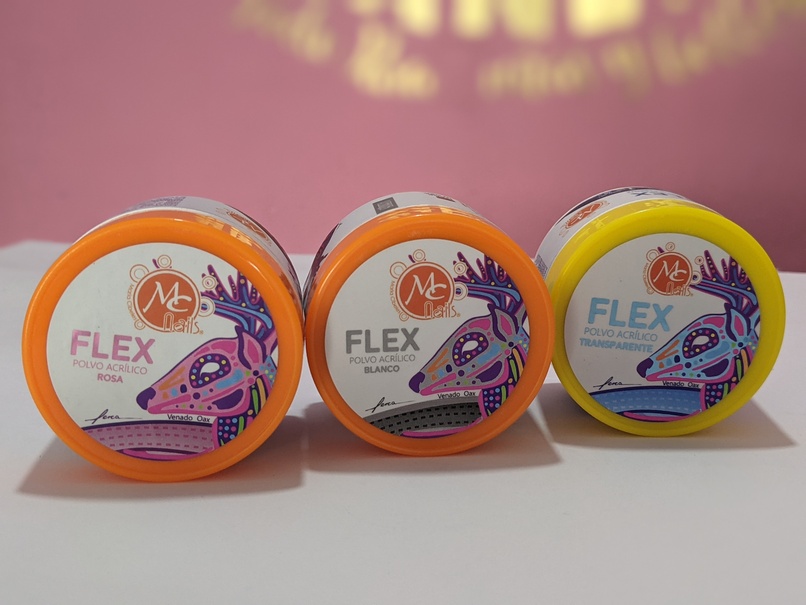 MC
nails
FLEX
POLVO ACRÍLICO
ROSA
Venado Oax
MC
nails
FLEX
POLVO ACRÍLICO
BLANCO
Venado Oax
MC
nails
FLEX
POLVO ACRÍLICO
TRANSPARENTE
Venado Oax